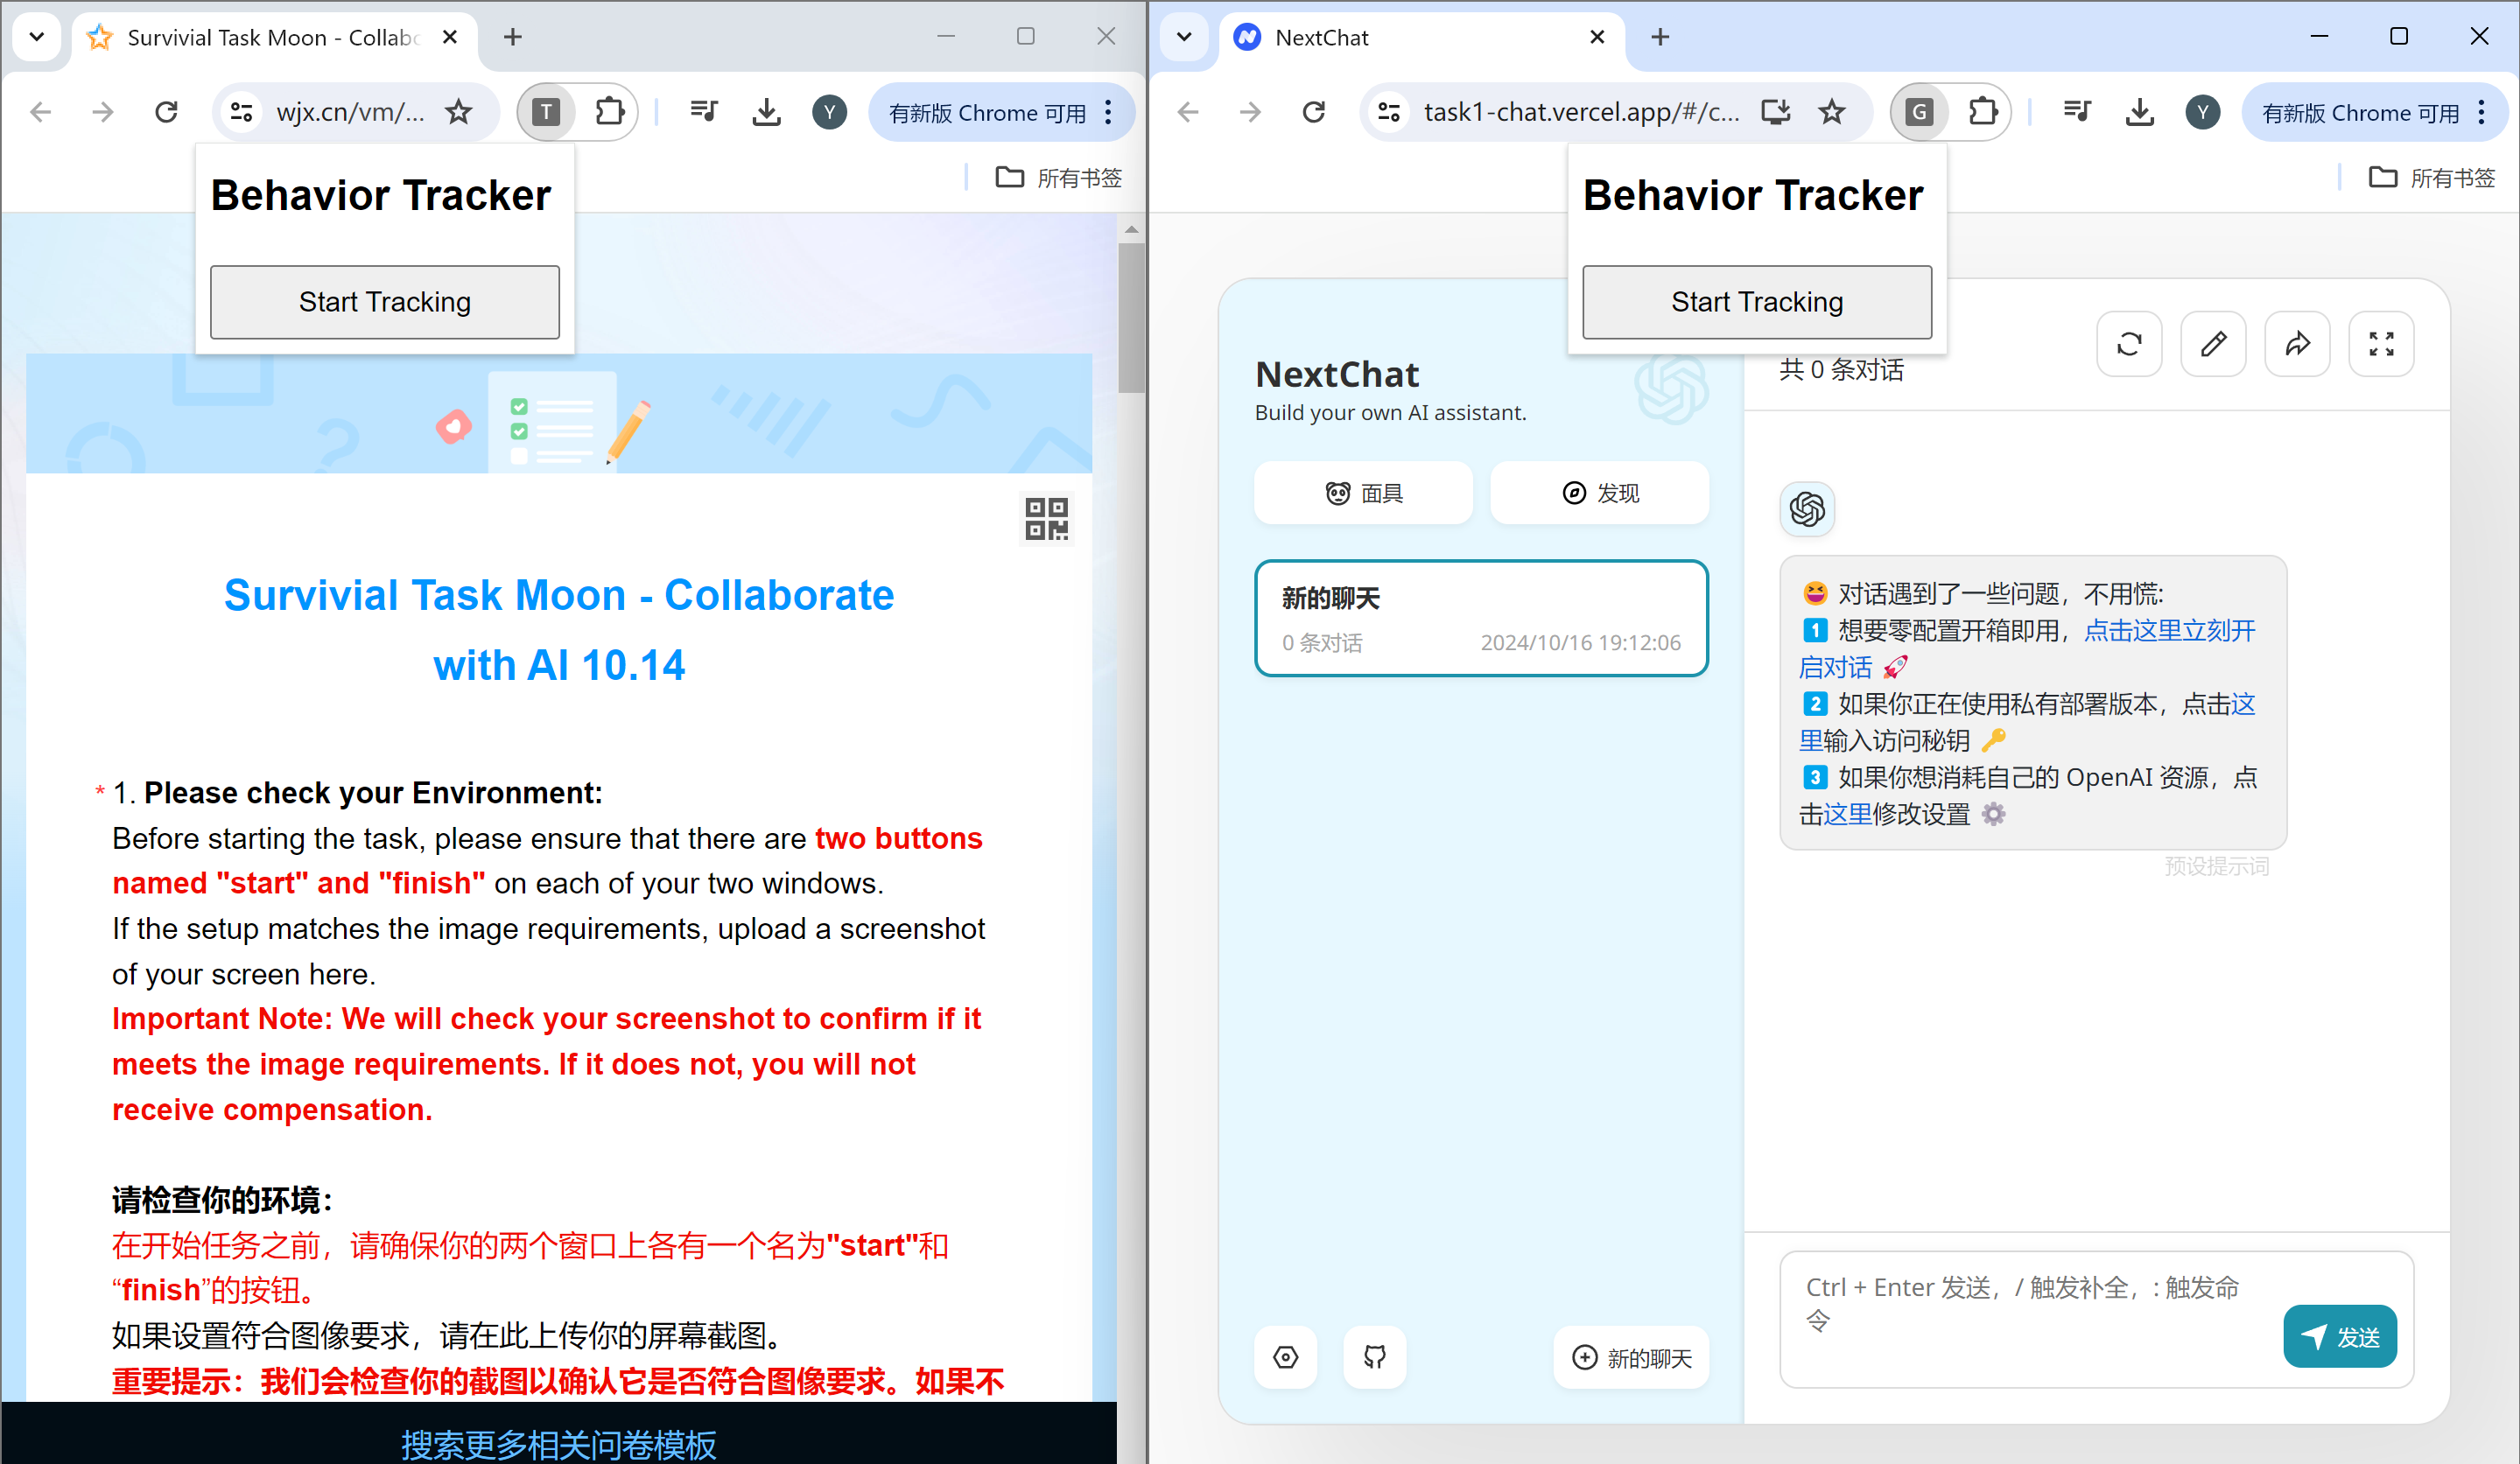 Survivial Task Moon - Collabo
wjx.cn/vm/...
T
Y
有新版 Chrome 可用
所有书签
Behavior Tracker
Start Tracking
Survivial Task Moon - Collaborate
with AI 10.14
* 1. Please check your Environment:
Before starting the task, please ensure that there are two buttons
named "start" and "finish" on each of your two windows.
If the setup matches the image requirements, upload a screenshot
of your screen here.
Important Note: We will check your screenshot to confirm if it
meets the image requirements. If it does not, you will not
receive compensation.
请检查你的环境：
在开始任务之前，请确保你的两个窗口上各有一个名为"start"和
“finish”的按钮。
如果设置符合图像要求，请在此上传你的屏幕截图。
重要提示：我们会检查你的截图以确认它是否符合图像要求。如果不
搜索更多相关问卷模板
NextChat
task1-chat.vercel.app/#/c...
G
Y
有新版 Chrome 可用
所有书签
Behavior Tracker
Start Tracking
NextChat
Build your own AI assistant.
面具
发现
新的聊天
0 条对话
2024/10/16 19:12:06
新的聊天
共 0 条对话
😆 对话遇到了一些问题，不用慌:
1️⃣ 想要零配置开箱即用，点击这里立刻开
启对话 🚀
2️⃣ 如果你正在使用私有部署版本，点击这
里输入访问秘钥 🔑
3️⃣ 如果你想消耗自己的 OpenAI 资源，点
击这里修改设置 ⚙️
预设提示词
Ctrl + Enter 发送，/ 触发补全，: 触发命
令
发送